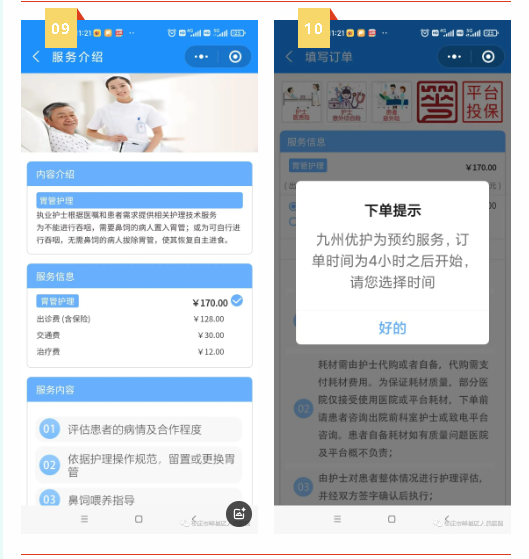 09
1:21
服务介绍
内容介绍
胃管护理
执业护士根据医嘱和患者需求提供相关护理技术服务
为不能进行吞咽，需要鼻饲的病人置入胃管；或为可自行进
行吞咽，无需鼻饲的病人拔除胃管，使其恢复自主进食。
服务信息
胃管护理
￥170.00
出诊费(含保险)
￥128.00
交通费
￥30.00
治疗费
￥12.00
服务内容
01 评估患者的病情及合作程度
02 依据护理操作规范，留置或更换胃
管
03 鼻饲喂养指导
10
1:21
填写订单
平台
投保
服务信息
胃管护理
￥170.00
下单提示
九州优护为预约服务，订
单时间为4小时之后开始，
请您选择时间
好的
耗材需由护士代购或者自备，代购需支
付耗材费用。为保证耗材质量，部分医
院仅接受使用医院或平台耗材，下单前
请患者咨询出院前科室护士或致电平台
咨询。患者自备耗材如有质量问题医院
及平台概不负责；
02
03 由护士对患者整体情况进行护理评估，
并经双方签字确认后执行；